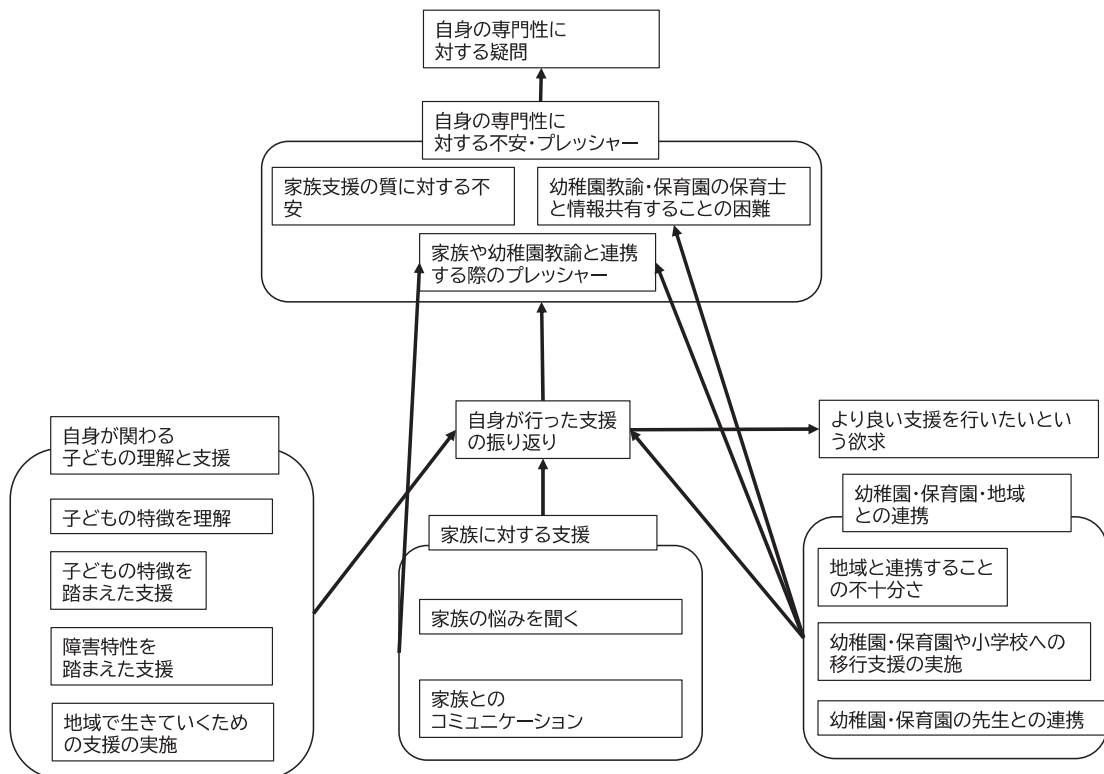 自身の専門性に
対する疑問
自身の専門性に
対する不安・プレッシャー
家族支援の質に対する不
安
幼稚園教諭・保育園の保育士
と情報共有することの困難
家族や幼稚園教諭と連携
する際のプレッシャー
自身が行った支援
の振り返り
より良い支援を行いたいとい
う欲求
自身が関わる
子どもの理解と支援
子どもの特徴を理解
子どもの特徴を
踏まえた支援
障害特性を
踏まえた支援
地域で生きていくため
の支援の実施
家族に対する支援
家族の悩みを聞く
家族との
コミュニケーション
幼稚園・保育園・地域
との連携
地域と連携すること
の不十分さ
幼稚園・保育園や小学校への
移行支援の実施
幼稚園・保育園の先生との連携